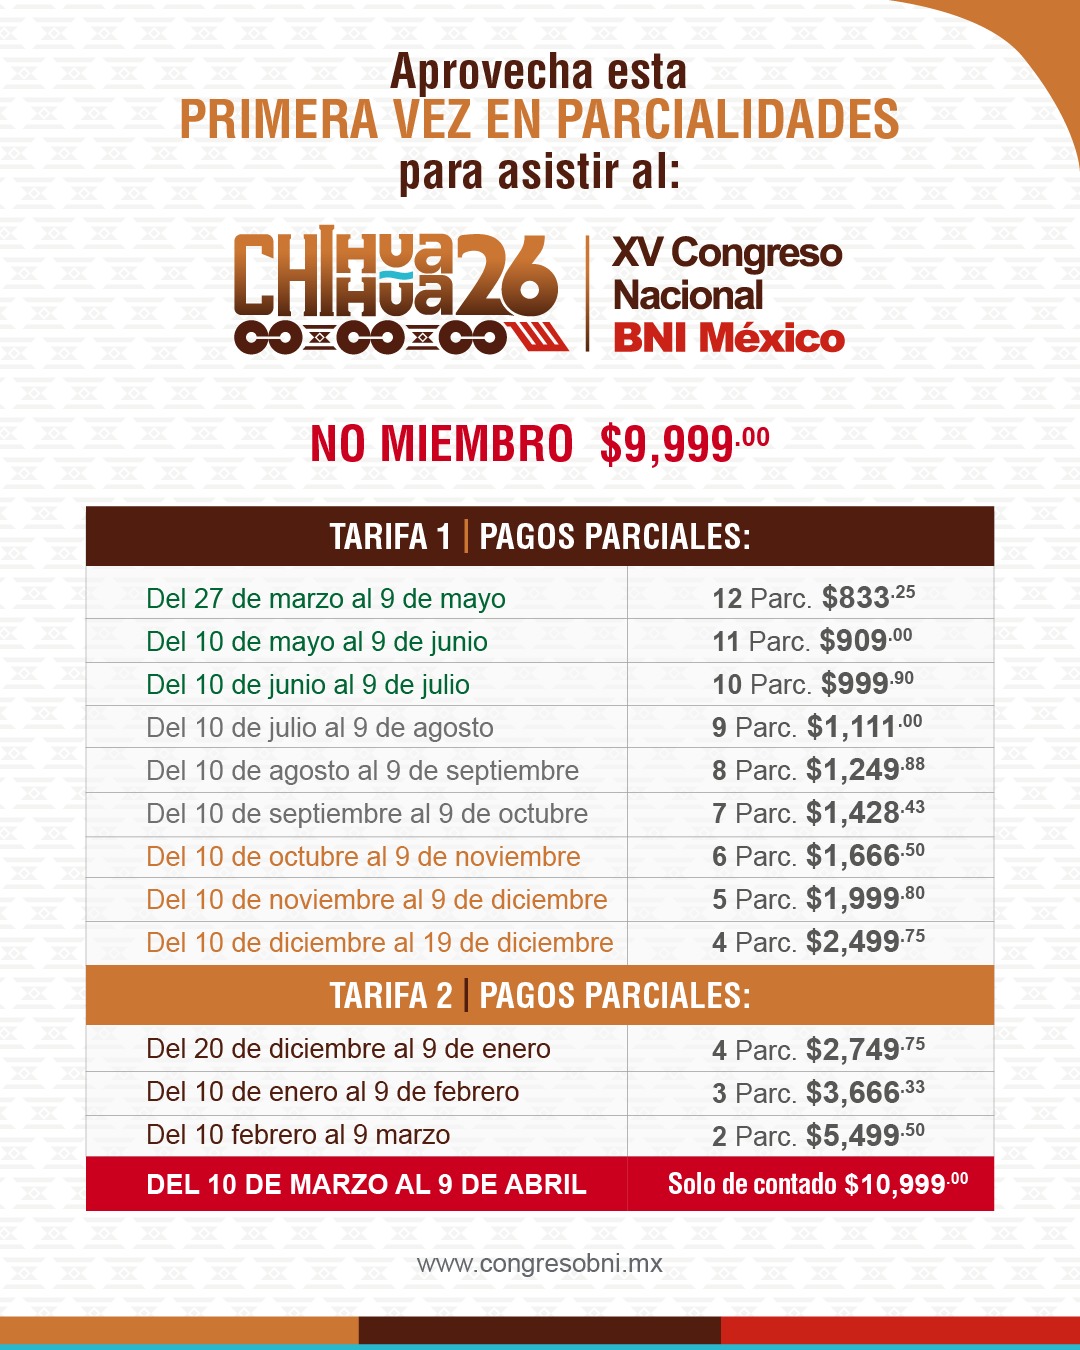 Aprovecha esta
PRIMERA VEZ EN PARCIALIDADES
para asistir al:
CHIHUAHUA26
XV Congreso
Nacional
BNI México
NO MIEMBRO $9,999.00
TARIFA 1 | PAGOS PARCIALES:
Del 27 de marzo al 9 de mayo 12 Parc. $833.25
Del 10 de mayo al 9 de junio 11 Parc. $909.00
Del 10 de junio al 9 de julio 10 Parc. $999.90
Del 10 de julio al 9 de agosto 9 Parc. $1,111.00
Del 10 de agosto al 9 de septiembre 8 Parc. $1,249.88
Del 10 de septiembre al 9 de octubre 7 Parc. $1,428.43
Del 10 de octubre al 9 de noviembre 6 Parc. $1,666.50
Del 10 de noviembre al 9 de diciembre 5 Parc. $1,999.80
Del 10 de diciembre al 19 de diciembre 4 Parc. $2,499.75
TARIFA 2 | PAGOS PARCIALES:
Del 20 de diciembre al 9 de enero 4 Parc. $2,749.75
Del 10 de enero al 9 de febrero 3 Parc. $3,666.33
Del 10 febrero al 9 marzo 2 Parc. $5,499.50
DEL 10 DE MARZO AL 9 DE ABRIL Solo de contado $10,999.00
www.congresobni.mx